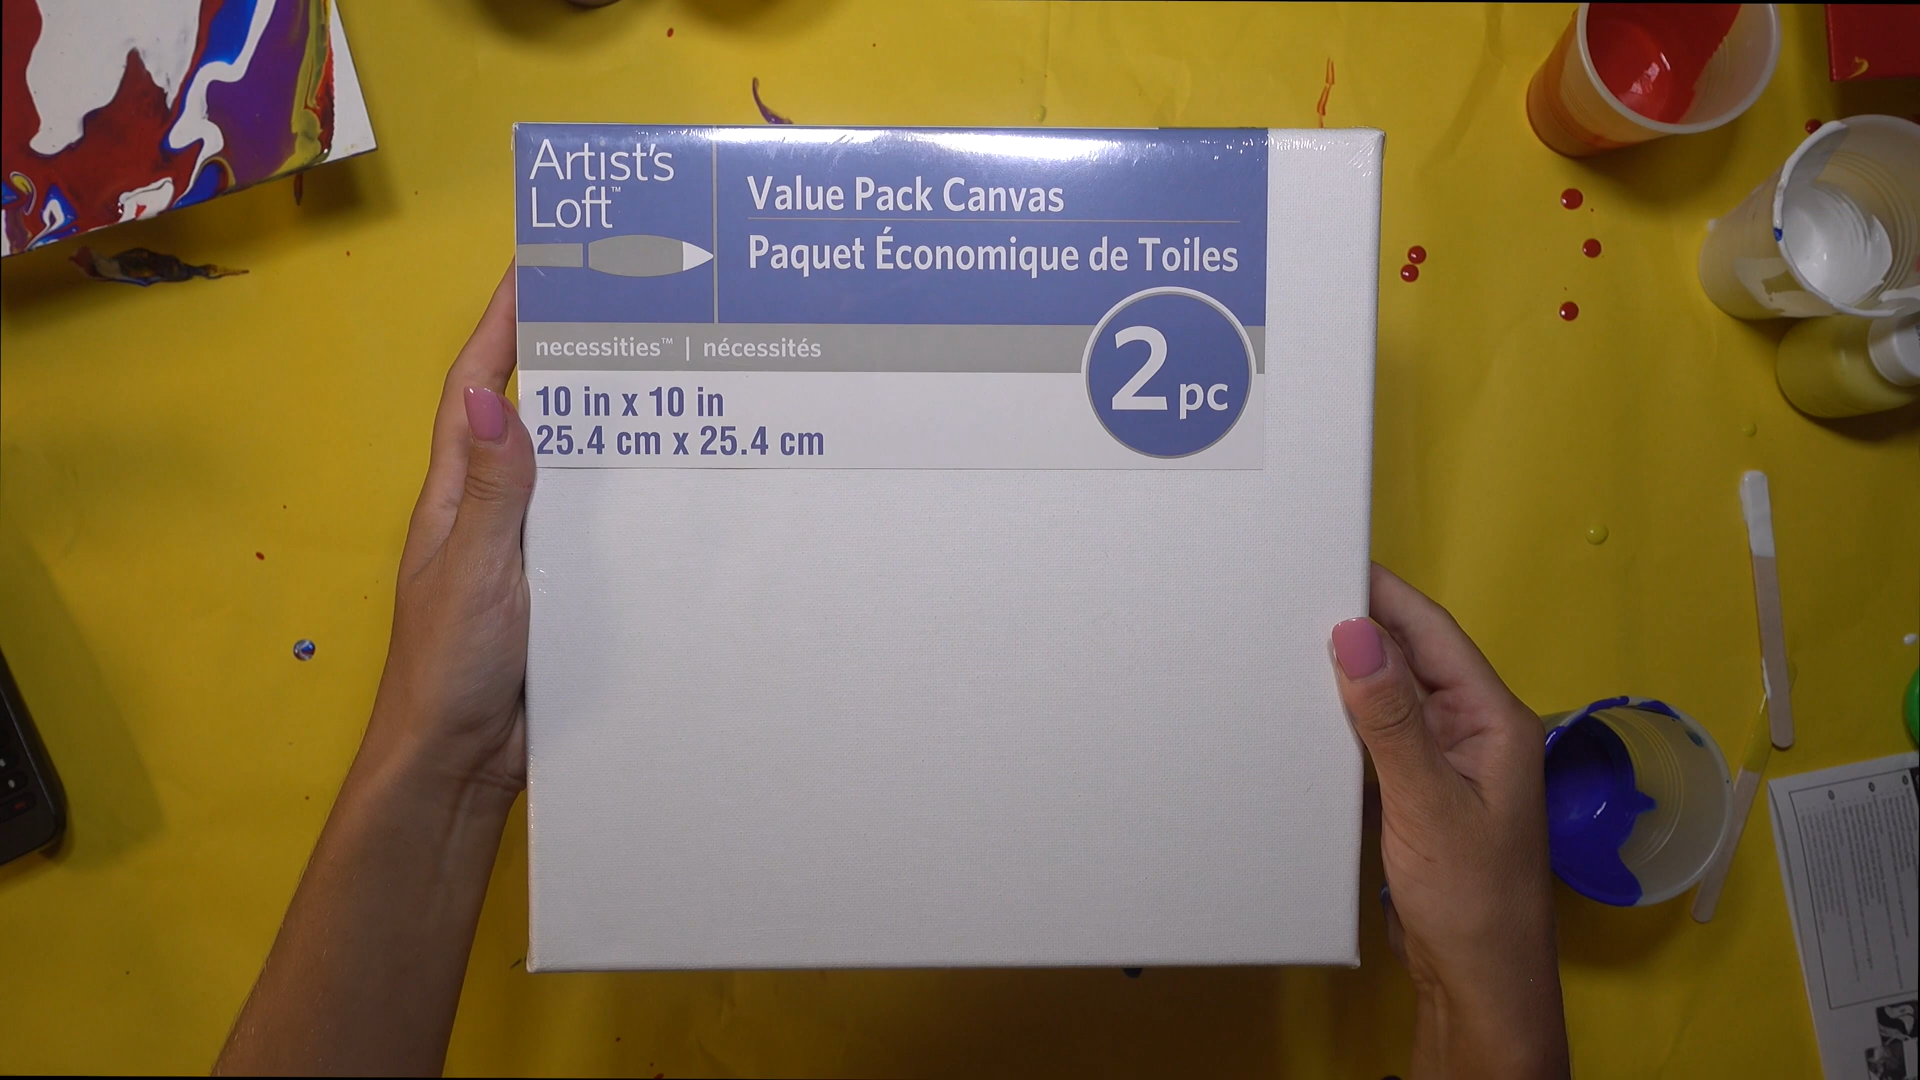 Artist's
Loft™
Value Pack Canvas
Paquet Économique de Toiles
necessities™ | nécessités
2 pc
10 in x 10 in
25.4 cm x 25.4 cm